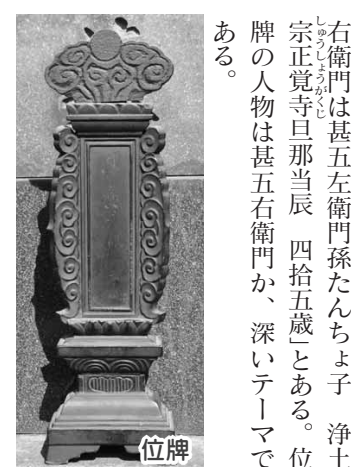 右衛門は甚五左衛門孫たんちょ子　浄土
宗正覚寺旦那当辰　四拾五歳」とある。位
しゅうしょうがくじ
牌の人物は甚五右衛門か、深いテーマで
ある。
位牌